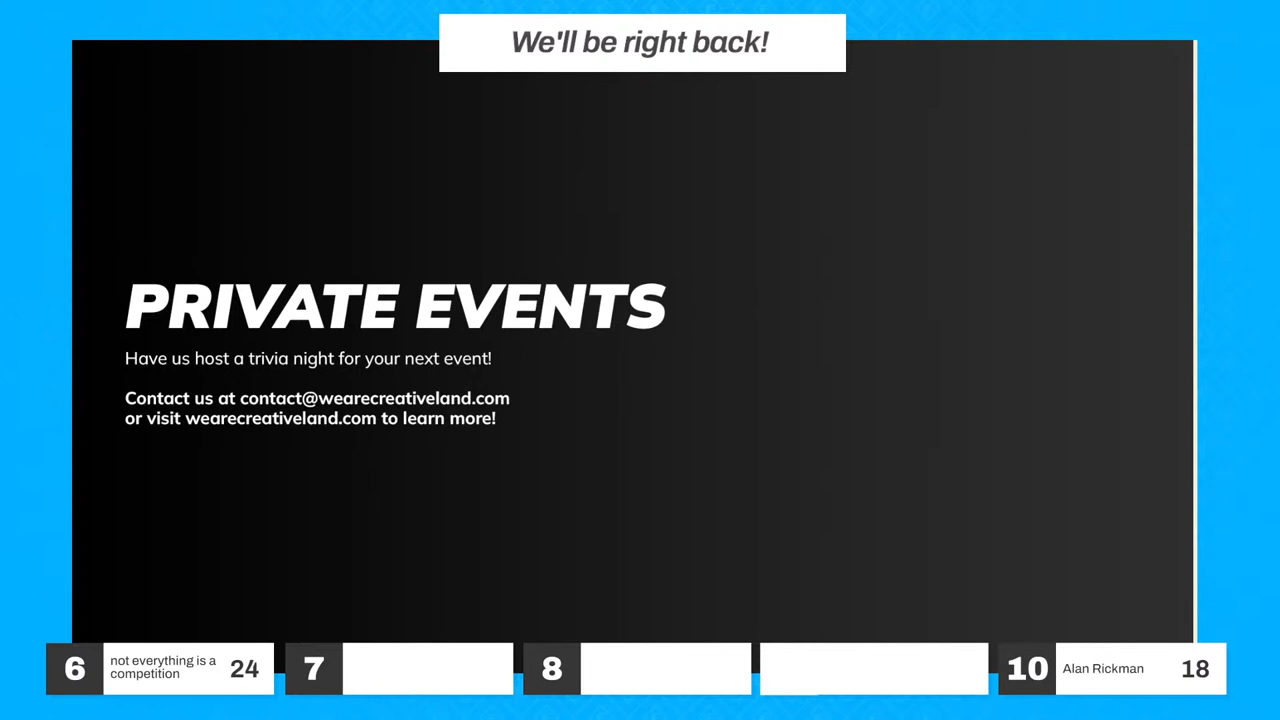 We'll be right back!
PRIVATE EVENTS
Have us host a trivia night for your next event!
Contact us at contact@wearecreativeland.com
or visit wearecreativeland.com to learn more!
6
not everything is a
competition
24
7
8
10
Alan Rickman
18